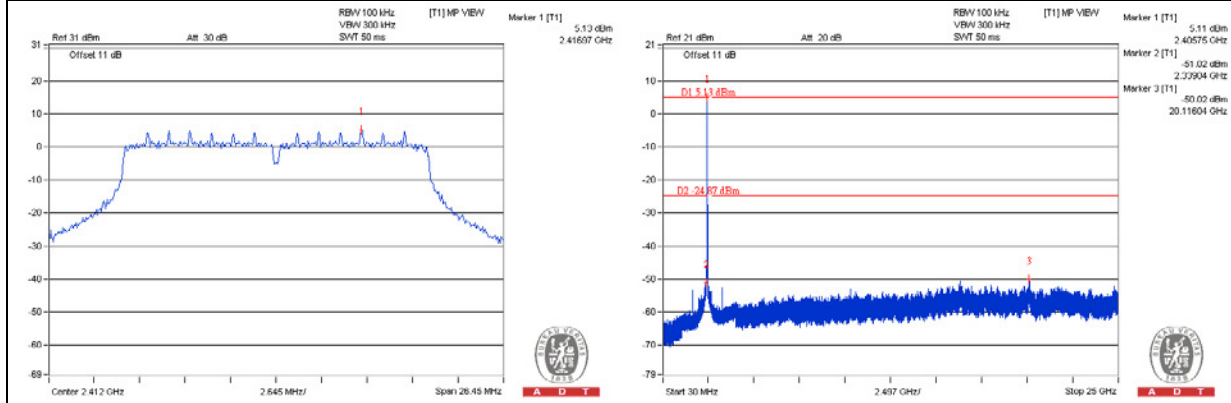 RBW 100 kHz
[T1] MP VIEW
VBW 300 kHz
Ref 31 dBm
Att 30 dB
SWT 50 ms
Marker 1 [T1]
5.13 dBm
2.41697 GHz
31
Offset 11 dB
20
10
1
0
-10
-20
-30
-40
-50
-60
-69
Center 2.412 GHz
2.645 MHz/
Span 26.45 MHz
BUREAU VERITAS
1828
A D T
RBW 100 kHz
[T1] MP VIEW
VBW 300 kHz
Ref 21 dBm
Att 20 dB
SWT 50 ms
Marker 1 [T1]
5.11 dBm
2.40575 GHz
Marker 2 [T1]
-51.02 dBm
2.33904 GHz
Marker 3 [T1]
-50.02 dBm
20.11604 GHz
21
Offset 11 dB
10
1
D1 5.13 dBm
0
-10
-20
D2 -24.87 dBm
-30
-40
2
3
-50
-60
-70
-79
Start 30 MHz
2.497 GHz/
Stop 25 GHz
BUREAU VERITAS
1828
A D T